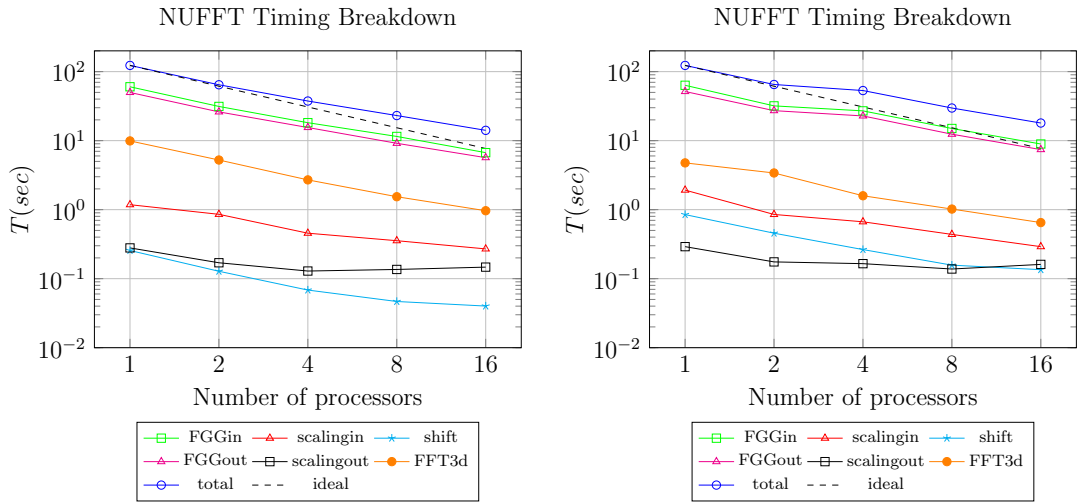 NUFFT Timing Breakdown
10^2
10^1
10^0
10^−1
10^−2
T(sec)
1 2 4 8 16
Number of processors
FGGin scalingin shift
FGGout scalingout FFT3d
total ideal
NUFFT Timing Breakdown
10^2
10^1
10^0
10^−1
10^−2
T(sec)
1 2 4 8 16
Number of processors
FGGin scalingin shift
FGGout scalingout FFT3d
total ideal